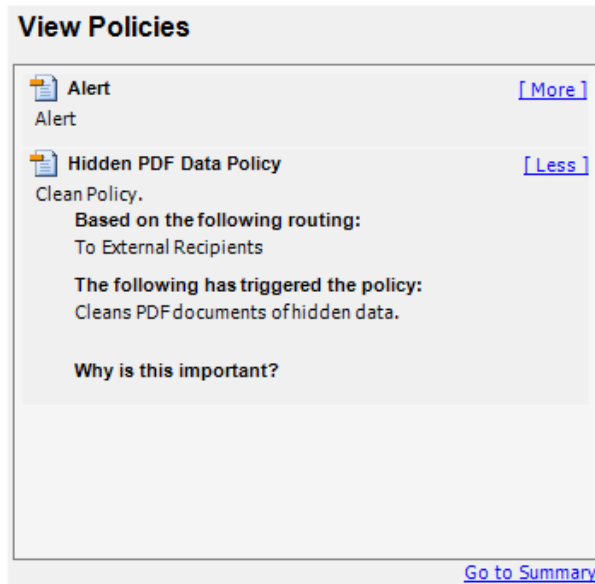 View Policies
Alert [ More ]
Alert
Hidden PDF Data Policy [ Less ]
Clean Policy.
Based on the following routing:
To External Recipients
The following has triggered the policy:
Cleans PDF documents of hidden data.
Why is this important?
Go to Summary